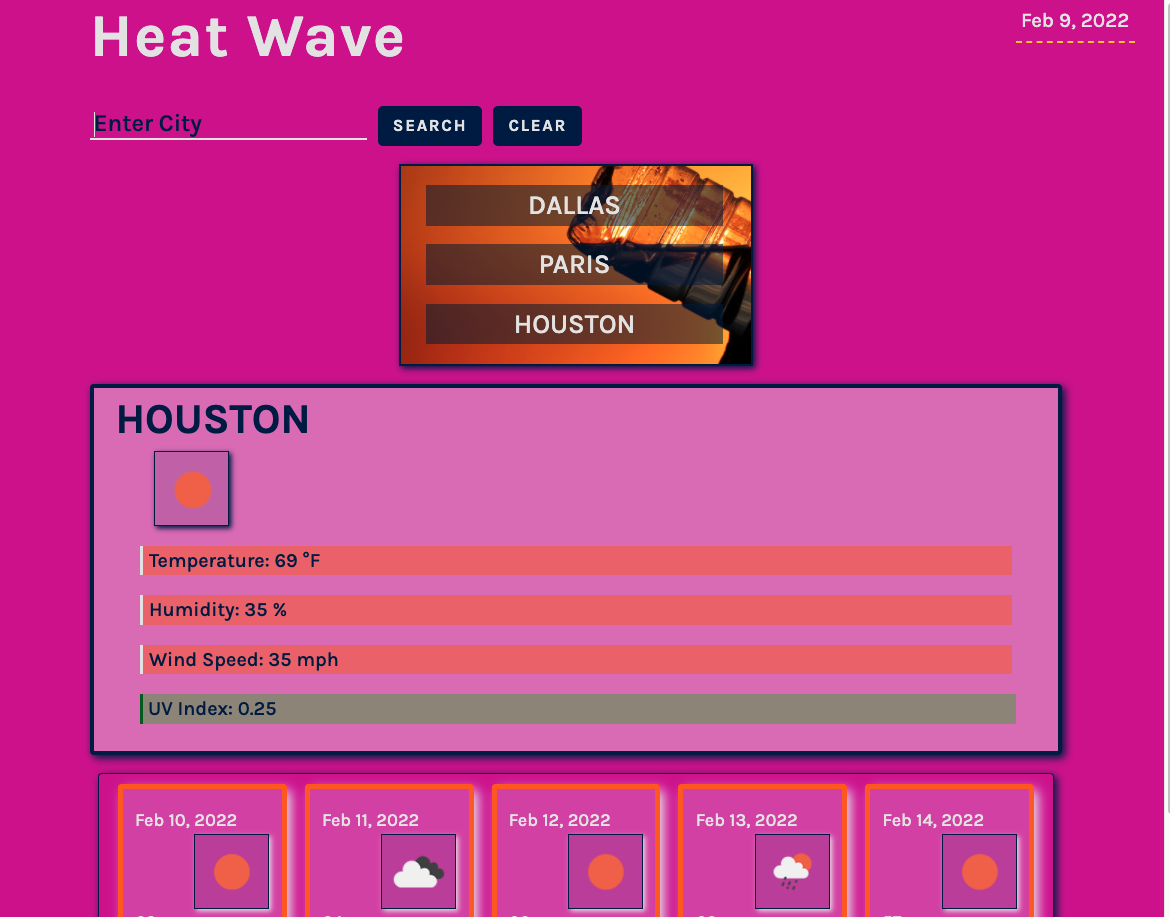 Heat Wave
Feb 9, 2022
Enter City
SEARCH
CLEAR
DALLAS
PARIS
HOUSTON
HOUSTON
Temperature: 69 °F
Humidity: 35 %
Wind Speed: 35 mph
UV Index: 0.25
Feb 10, 2022
Feb 11, 2022
Feb 12, 2022
Feb 13, 2022
Feb 14, 2022